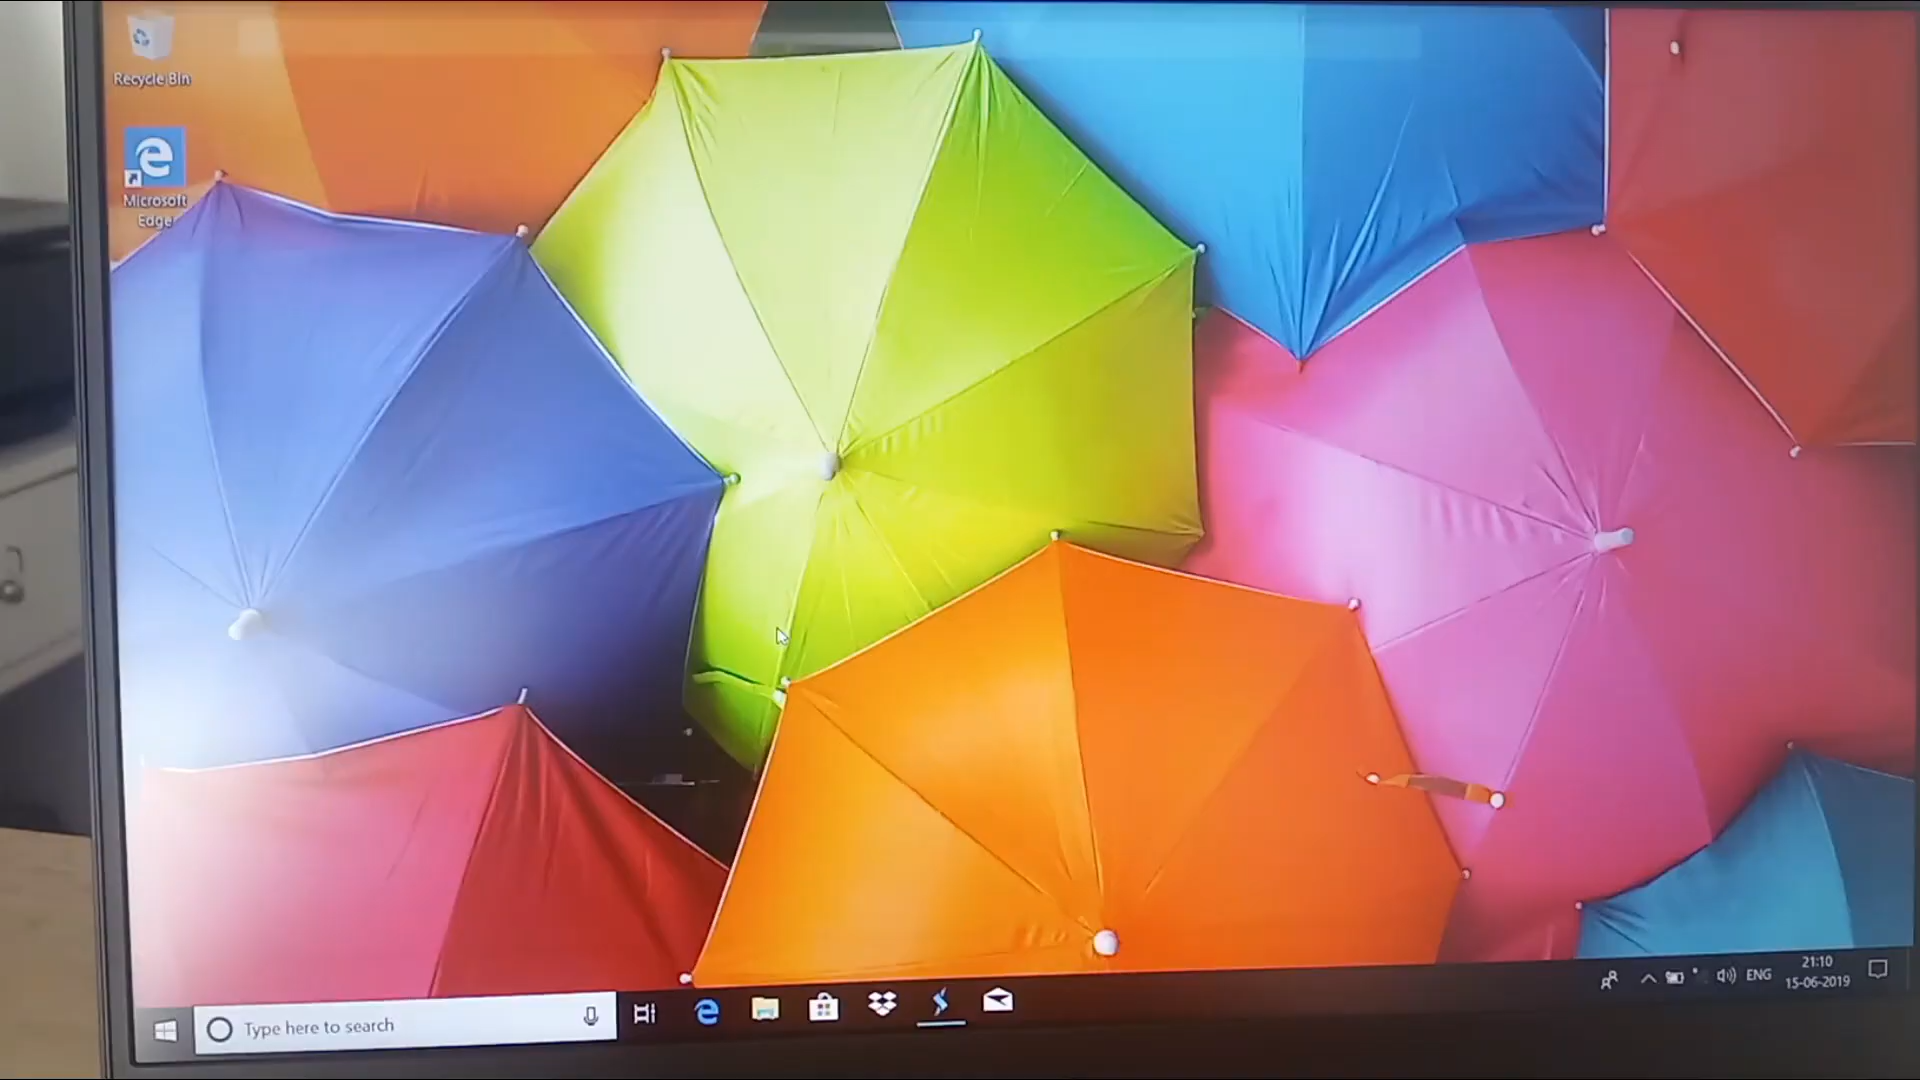 Recycle Bin
Microsoft
Edge
Type here to search
ENG
21:10
15-06-2019